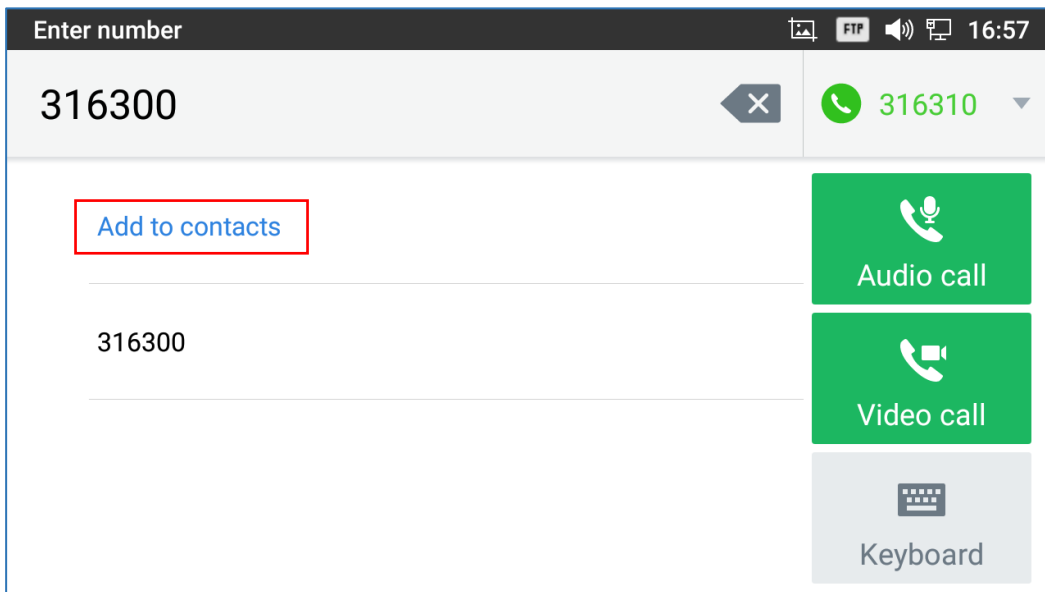 Enter number
FTP 16:57
316300
316310
Add to contacts
316300
Audio call
Video call
Keyboard